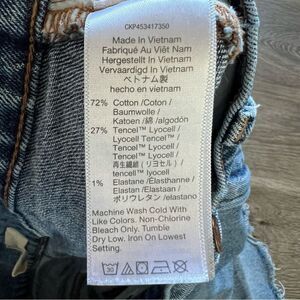 CKP453417350
Made In Vietnam
Fabriqué Au Viêt Nam
Hergestellt In Vietnam
Vervaardigd In Vietnam
ベトナム製
hecho en vietnam
72% Cotton /Coton /
Baumwolle /
Katoen /綿 /algodón
27% Tencel™ Lyocell /
Lyocell Tencel™ /
Tencel™ Lyocell /
Tencel™ Lyocell /
再生繊維 (リヨセル) /
tencell™ lyocell
1% Elastane /Élasthanne /
Elastan /Elastaan /
ポリウレタン /elastano
Machine Wash Cold With
Like Colors. Non-Chlorine
Bleach Only. Tumble
Dry Low. Iron On Lowest
Setting.